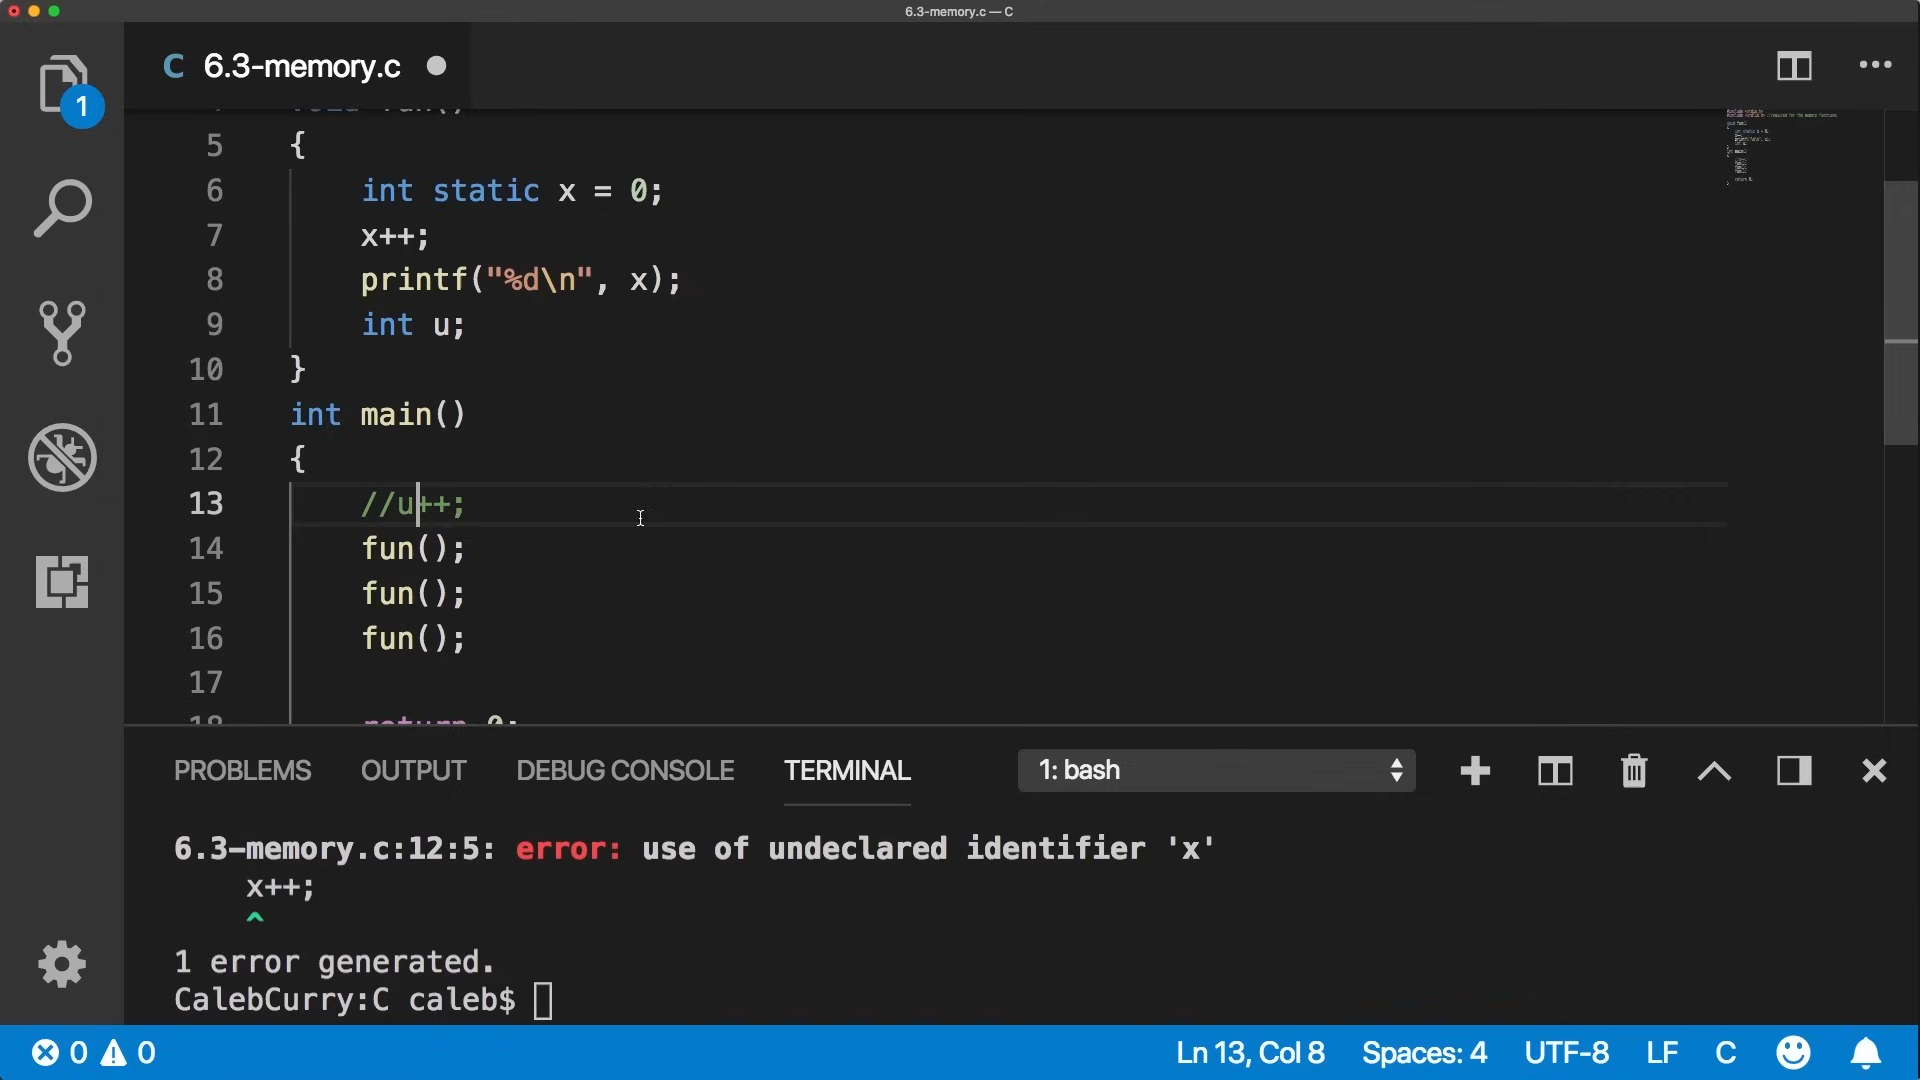 6.3-memory.c — C
C 6.3-memory.c
1
5 {
6 int static x = 0;
7 x++;
8 printf("%d\n", x);
9 int u;
10 }
11 int main()
12 {
13 //u++;
14 fun();
15 fun();
16 fun();
17
18 return 0;
PROBLEMS OUTPUT DEBUG CONSOLE TERMINAL 1: bash
6.3-memory.c:12:5: error: use of undeclared identifier 'x'
x++;
^
1 error generated.
CalebCurry:C caleb$
0 0 Ln 13, Col 8 Spaces: 4 UTF-8 LF C